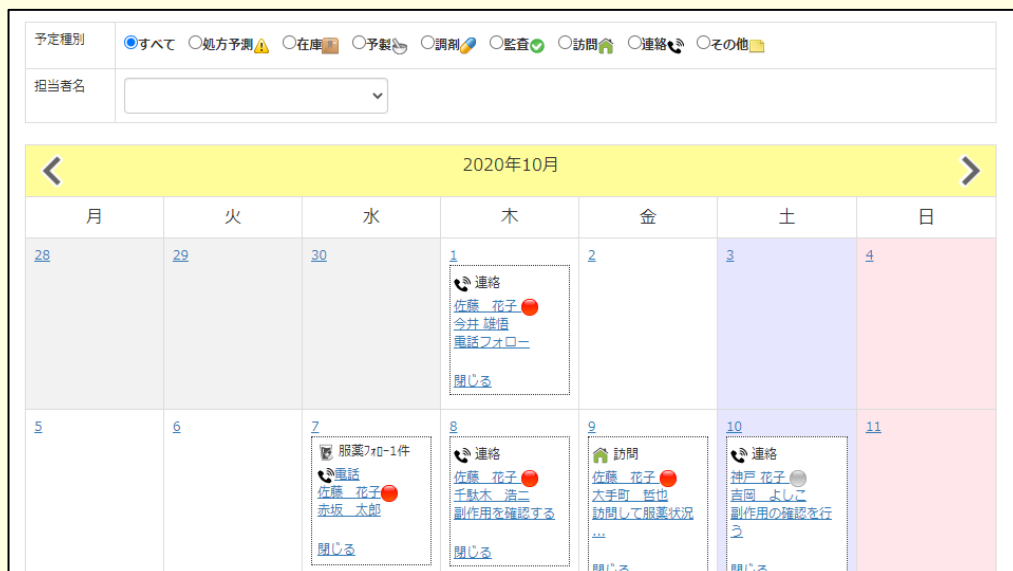 予定種別
すべて 処方予測 在庫 予製 調剤 監査 訪問 連絡 その他
担当者名
2020年10月
月 火 水 木 金 土 日
28 29 30 1 2 3 4
連絡
佐藤 花子
今井 雄悟
電話フォロー
閉じる
5 6 7 8 9 10 11
服薬ﾌｫﾛｰ1件
電話
佐藤 花子
赤坂 太郎
閉じる
連絡
佐藤 花子
千駄木 浩二
副作用を確認する
閉じる
訪問
佐藤 花子
大手町 哲也
訪問して服薬状況
...
閉じる
連絡
神戸 花子
吉岡 よしこ
副作用の確認を行
う
閉じる